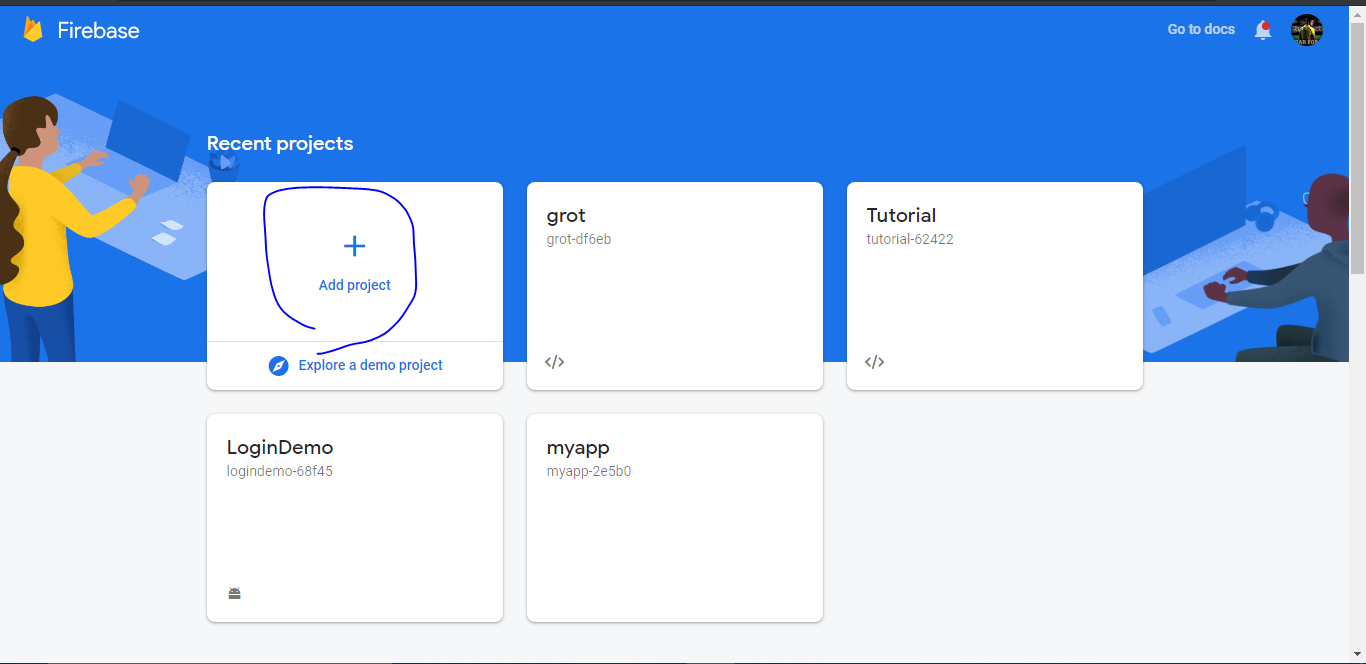 Firebase
Go to docs
Recent projects
Add project
Explore a demo project
grot
grot-df6eb
</>
Tutorial
tutorial-62422
</>
LoginDemo
logindemo-68f45
myapp
myapp-2e5b0